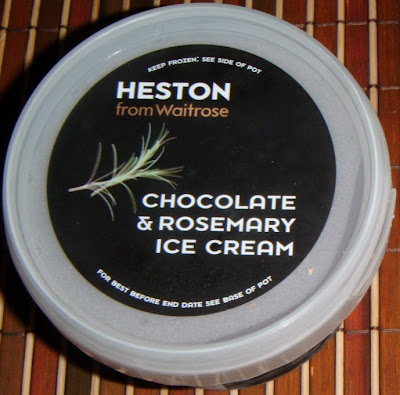 KEEP FROZEN: SEE SIDE OF POT
HESTON
from Waitrose
CHOCOLATE
& ROSEMARY
ICE CREAM
FOR BEST BEFORE END DATE SEE BASE OF POT